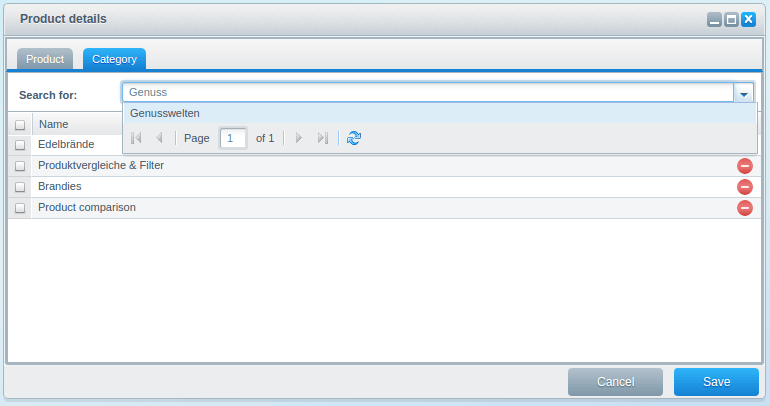 Product details
Product Category
Search for: Genuss
Genusswelten
Page 1 of 1
Name
Edelbrände
Produktvergleiche & Filter
Brandies
Product comparison
Cancel Save